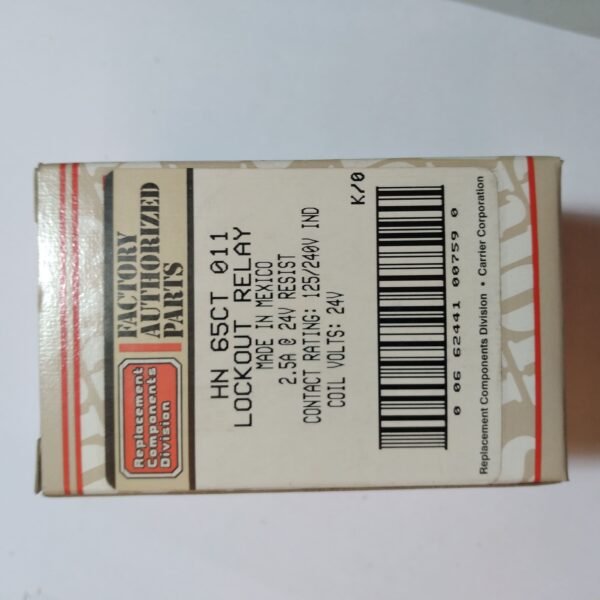 Replacement
Components
Division
FACTORY
AUTHORIZED
PARTS
HN 65CT 011
LOCKOUT RELAY
MADE IN MEXICO
2.5A @ 24V RESIST
CONTACT RATING: 125/240V IND
COIL VOLTS: 24V
K/0
0 06 62441 00759 0
Replacement Components Division • Carrier Corporation